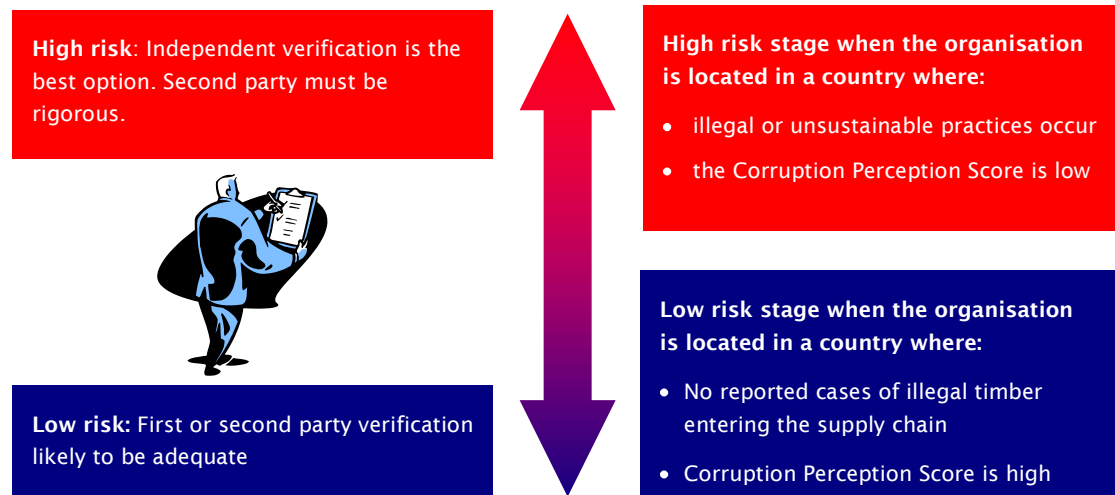 High risk: Independent verification is the
best option. Second party must be
rigorous.
High risk stage when the organisation
is located in a country where:
• illegal or unsustainable practices occur
• the Corruption Perception Score is low
Low risk: First or second party verification
likely to be adequate
Low risk stage when the organisation
is located in a country where:
• No reported cases of illegal timber
entering the supply chain
• Corruption Perception Score is high